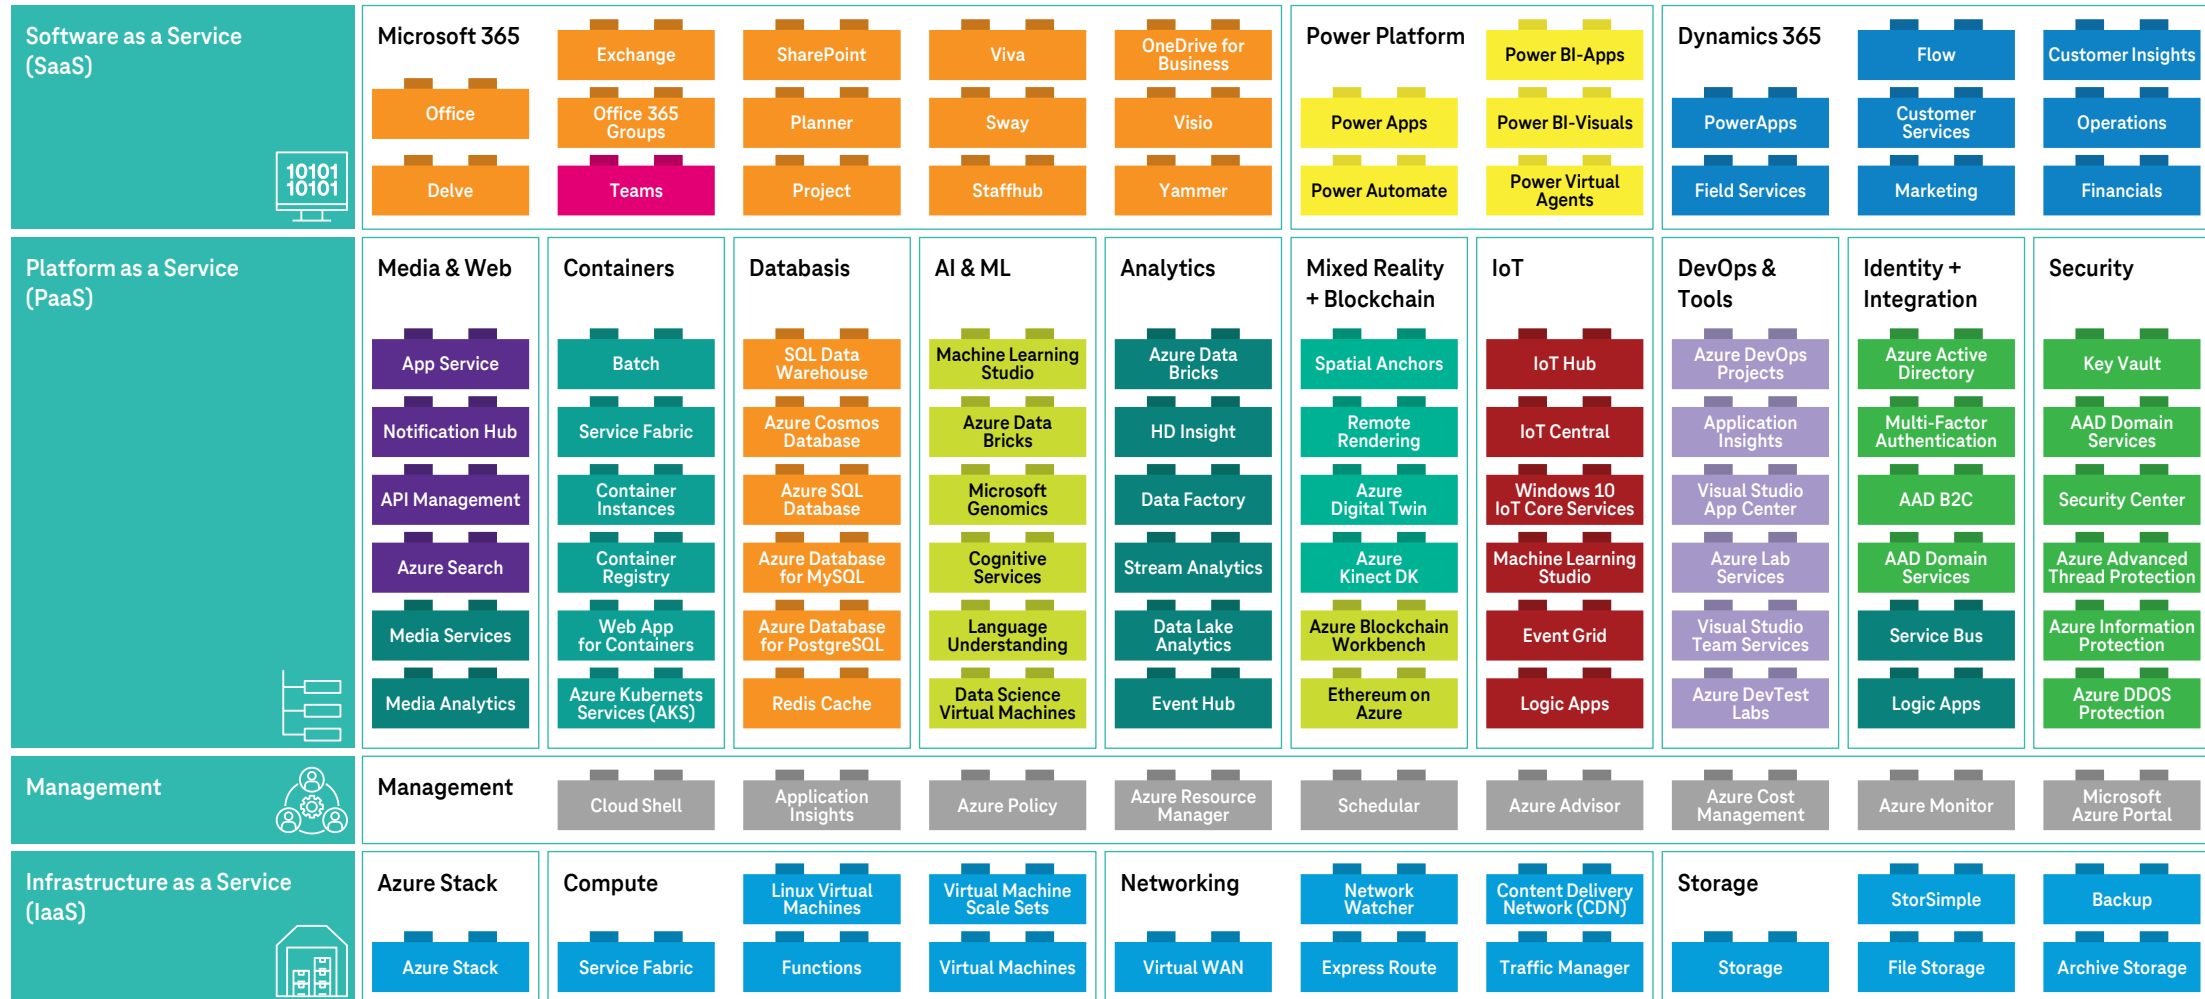 Software as a Service
(SaaS)
10101
10101
Microsoft 365
Exchange
SharePoint
Viva
OneDrive for
Business
Office
Office 365
Groups
Planner
Sway
Visio
Delve
Teams
Project
Staffhub
Yammer
Power Platform
Power BI-Apps
Power Apps
Power BI-Visuals
Power Automate
Power Virtual
Agents
Dynamics 365
Flow
Customer Insights
PowerApps
Customer
Services
Operations
Field Services
Marketing
Financials
Platform as a Service
(PaaS)
Media & Web
App Service
Notification Hub
API Management
Azure Search
Media Services
Media Analytics
Containers
Batch
Service Fabric
Container
Instances
Container
Registry
Web App
for Containers
Azure Kubernets
Services (AKS)
Databasis
SQL Data
Warehouse
Azure Cosmos
Database
Azure SQL
Database
Azure Database
for MySQL
Azure Database
for PostgreSQL
Redis Cache
AI & ML
Machine Learning
Studio
Azure Data
Bricks
Microsoft
Genomics
Cognitive
Services
Language
Understanding
Data Science
Virtual Machines
Analytics
Azure Data
Bricks
HD Insight
Data Factory
Stream Analytics
Data Lake
Analytics
Event Hub
Mixed Reality
+ Blockchain
Spatial Anchors
Remote
Rendering
Azure
Digital Twin
Azure
Kinect DK
Azure Blockchain
Workbench
Ethereum on
Azure
IoT
IoT Hub
IoT Central
Windows 10
IoT Core Services
Machine Learning
Studio
Event Grid
Logic Apps
DevOps &
Tools
Azure DevOps
Projects
Application
Insights
Visual Studio
App Center
Azure Lab
Services
Visual Studio
Team Services
Azure DevTest
Labs
Identity +
Integration
Azure Active
Directory
Multi-Factor
Authentication
AAD B2C
AAD Domain
Services
Service Bus
Logic Apps
Security
Key Vault
AAD Domain
Services
Security Center
Azure Advanced
Thread Protection
Azure Information
Protection
Azure DDOS
Protection
Management
Management
Cloud Shell
Application
Insights
Azure Policy
Azure Resource
Manager
Schedular
Azure Advisor
Azure Cost
Management
Azure Monitor
Microsoft
Azure Portal
Infrastructure as a Service
(IaaS)
Azure Stack
Azure Stack
Compute
Linux Virtual
Machines
Virtual Machine
Scale Sets
Service Fabric
Functions
Virtual Machines
Networking
Network
Watcher
Content Delivery
Network (CDN)
Virtual WAN
Express Route
Traffic Manager
Storage
StorSimple
Backup
Storage
File Storage
Archive Storage